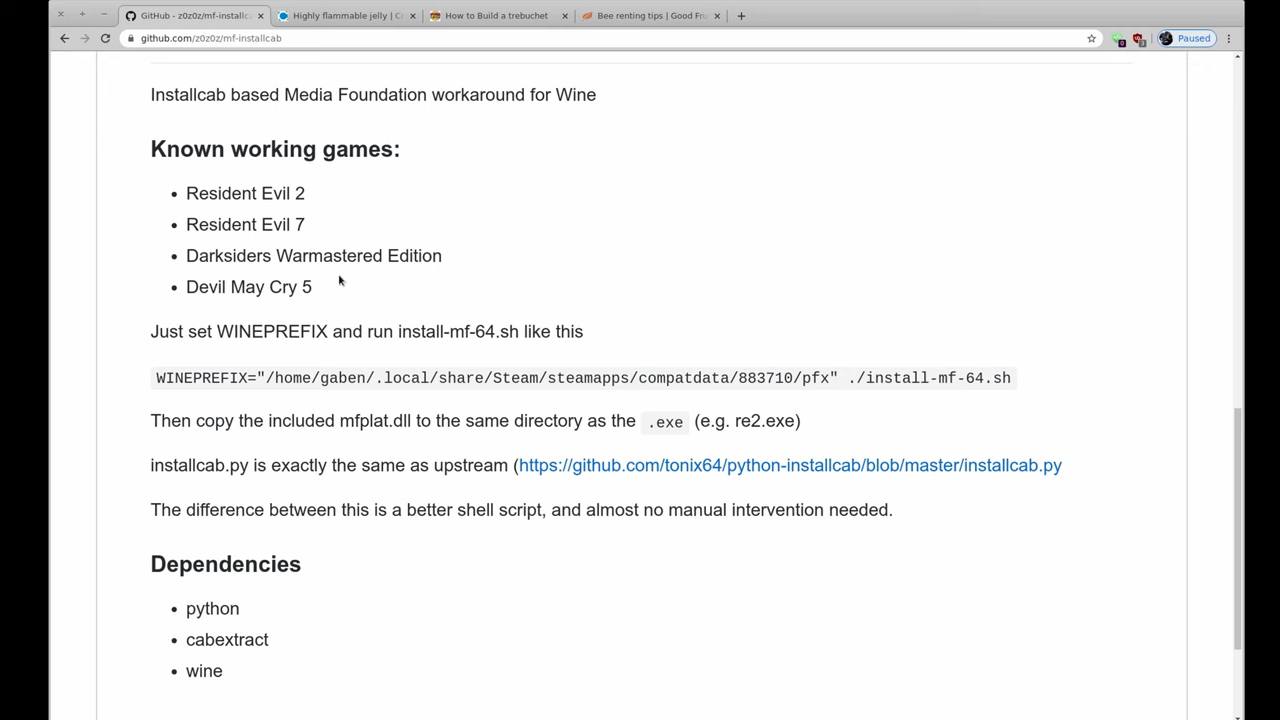 GitHub - z0z0z/mf-installc
Highly flammable jelly | C
How to Build a trebuchet
Bee renting tips | Good Fru
github.com/z0z0z/mf-installcab
Paused
Installcab based Media Foundation workaround for Wine
Known working games:
Resident Evil 2
Resident Evil 7
Darksiders Warmastered Edition
Devil May Cry 5
Just set WINEPREFIX and run install-mf-64.sh like this
WINEPREFIX="/home/gaben/.local/share/Steam/steamapps/compatdata/883710/pfx" ./install-mf-64.sh
Then copy the included mfplat.dll to the same directory as the .exe (e.g. re2.exe)
installcab.py is exactly the same as upstream (https://github.com/tonix64/python-installcab/blob/master/installcab.py
The difference between this is a better shell script, and almost no manual intervention needed.
Dependencies
python
cabextract
wine